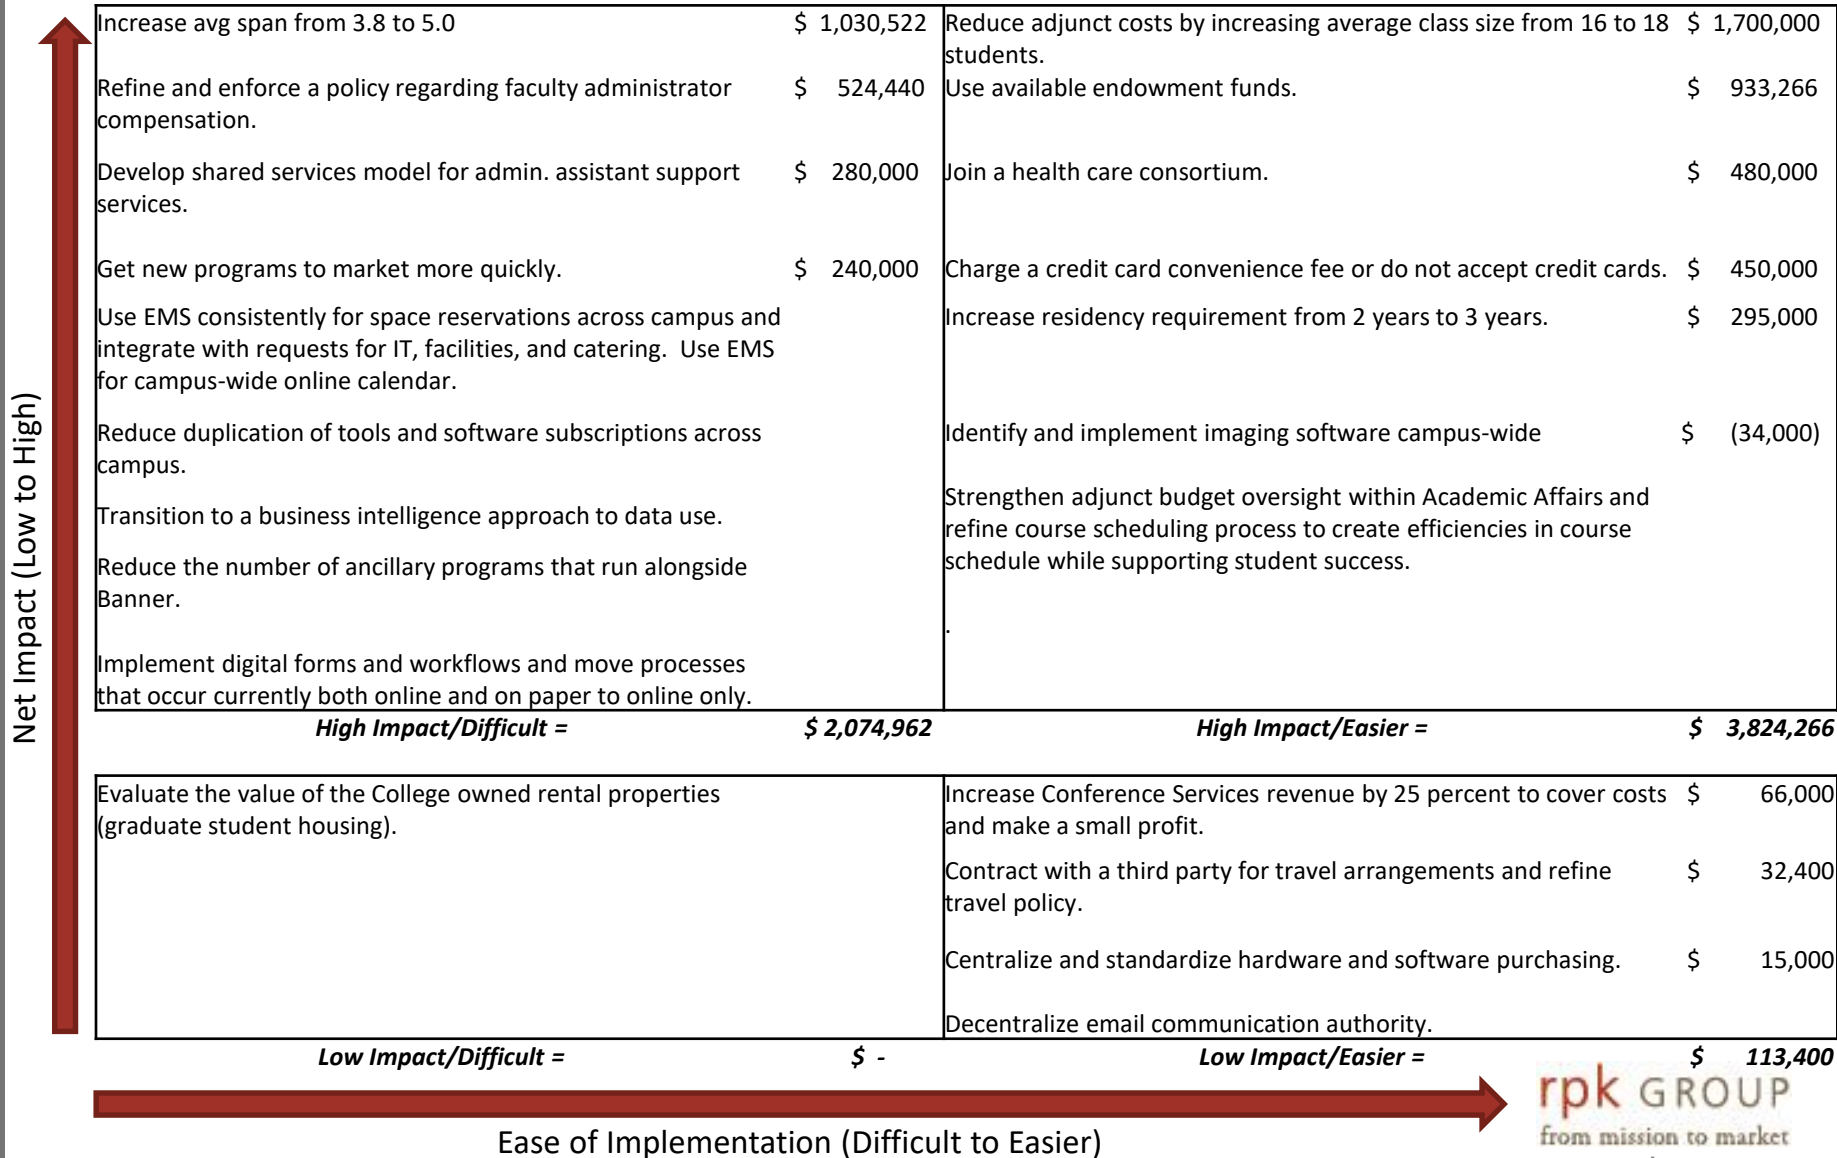 Net Impact (Low to High)
Increase avg span from 3.8 to 5.0 $ 1,030,522
Refine and enforce a policy regarding faculty administrator $ 524,440
compensation.
Develop shared services model for admin. assistant support $ 280,000
services.
Get new programs to market more quickly. $ 240,000
Use EMS consistently for space reservations across campus and
integrate with requests for IT, facilities, and catering. Use EMS
for campus-wide online calendar.
Reduce duplication of tools and software subscriptions across
campus.
Transition to a business intelligence approach to data use.
Reduce the number of ancillary programs that run alongside
Banner.
Implement digital forms and workflows and move processes
that occur currently both online and on paper to online only.
High Impact/Difficult = $ 2,074,962
Reduce adjunct costs by increasing average class size from 16 to 18 $ 1,700,000
students.
Use available endowment funds. $ 933,266
Join a health care consortium. $ 480,000
Charge a credit card convenience fee or do not accept credit cards. $ 450,000
Increase residency requirement from 2 years to 3 years. $ 295,000
Identify and implement imaging software campus-wide $ (34,000)
Strengthen adjunct budget oversight within Academic Affairs and
refine course scheduling process to create efficiencies in course
schedule while supporting student success.
.
High Impact/Easier = $ 3,824,266
Evaluate the value of the College owned rental properties
(graduate student housing).
Low Impact/Difficult = $ -
Increase Conference Services revenue by 25 percent to cover costs $ 66,000
and make a small profit.
Contract with a third party for travel arrangements and refine $ 32,400
travel policy.
Centralize and standardize hardware and software purchasing. $ 15,000
Decentralize email communication authority.
Low Impact/Easier = $ 113,400
Ease of Implementation (Difficult to Easier)
rpk GROUP
from mission to market